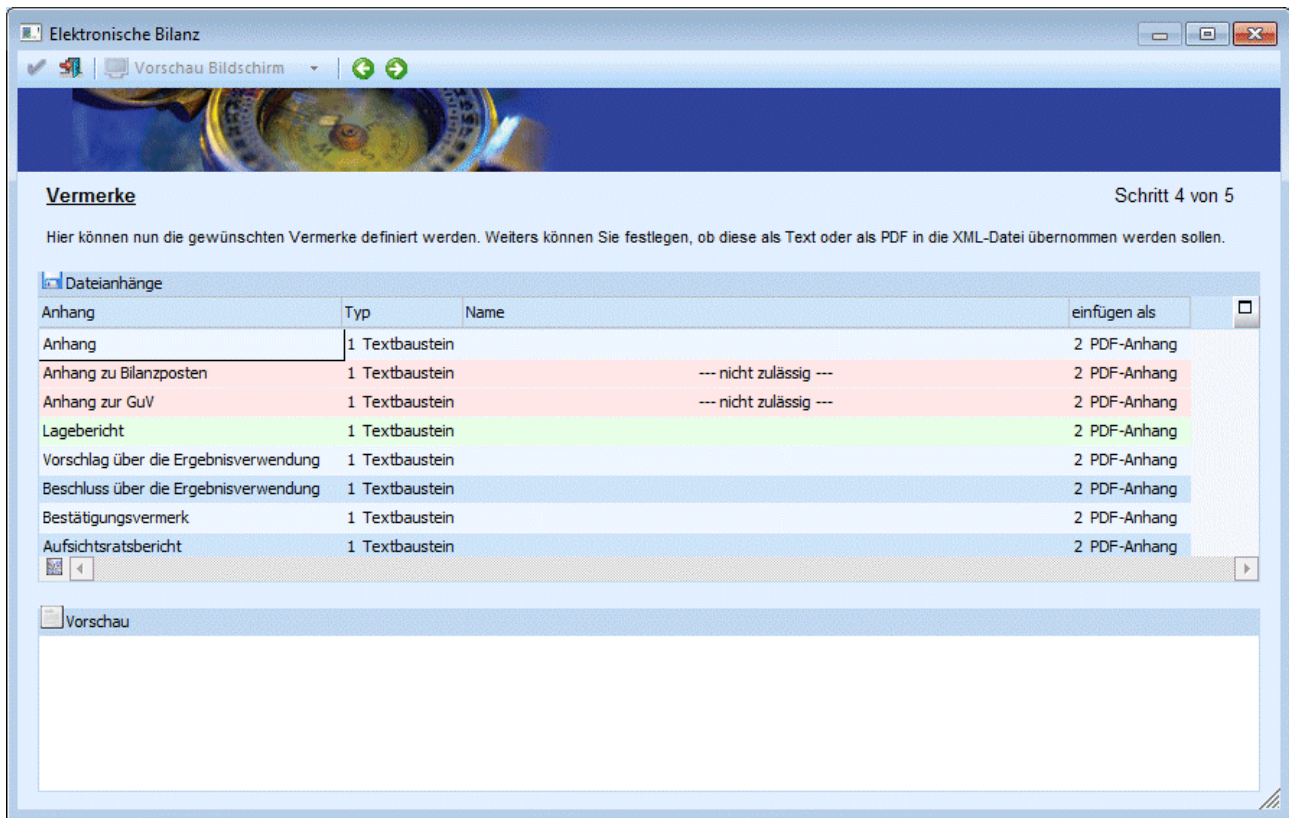 Elektronische Bilanz
Vorschau Bildschirm
Vermerke
Schritt 4 von 5
Hier können nun die gewünschten Vermerke definiert werden. Weiters können Sie festlegen, ob diese als Text oder als PDF in die XML-Datei übernommen werden sollen.
Dateianhänge
Anhang Typ Name einfügen als
Anhang 1 Textbaustein 2 PDF-Anhang
Anhang zu Bilanzposten 1 Textbaustein --- nicht zulässig --- 2 PDF-Anhang
Anhang zur GuV 1 Textbaustein --- nicht zulässig --- 2 PDF-Anhang
Lagebericht 1 Textbaustein 2 PDF-Anhang
Vorschlag über die Ergebnisverwendung 1 Textbaustein 2 PDF-Anhang
Beschluss über die Ergebnisverwendung 1 Textbaustein 2 PDF-Anhang
Bestätigungsvermerk 1 Textbaustein 2 PDF-Anhang
Aufsichtsratsbericht 1 Textbaustein 2 PDF-Anhang
Vorschau